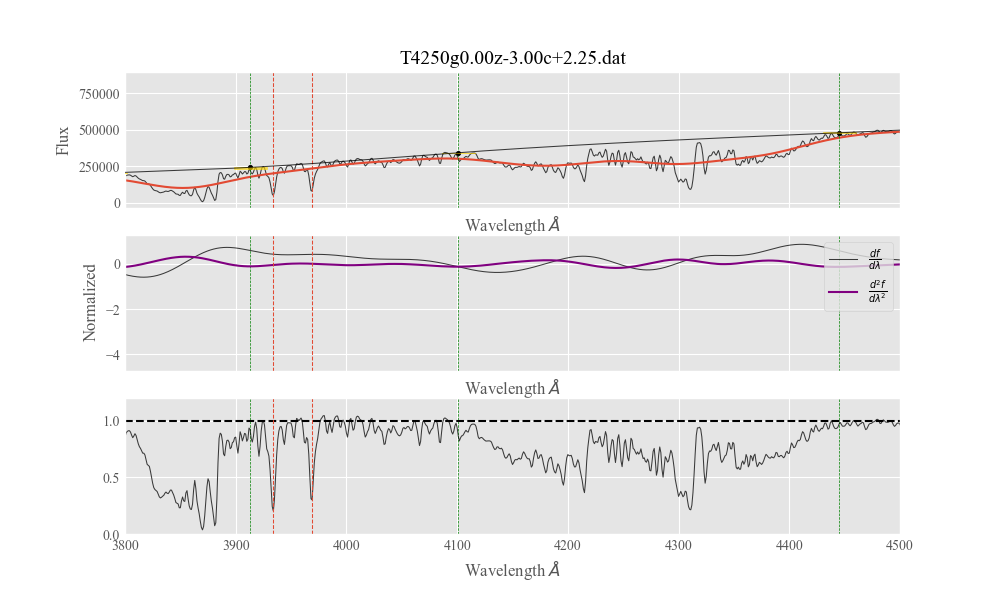 T4250g0.00z-3.00c+2.25.dat
Flux
750000
500000
250000
0
Wavelength Å
Normalized
0
−2
−4
df/dλ
d²f/dλ²
Wavelength Å
1.0
0.5
0.0
3800 3900 4000 4100 4200 4300 4400 4500
Wavelength Å